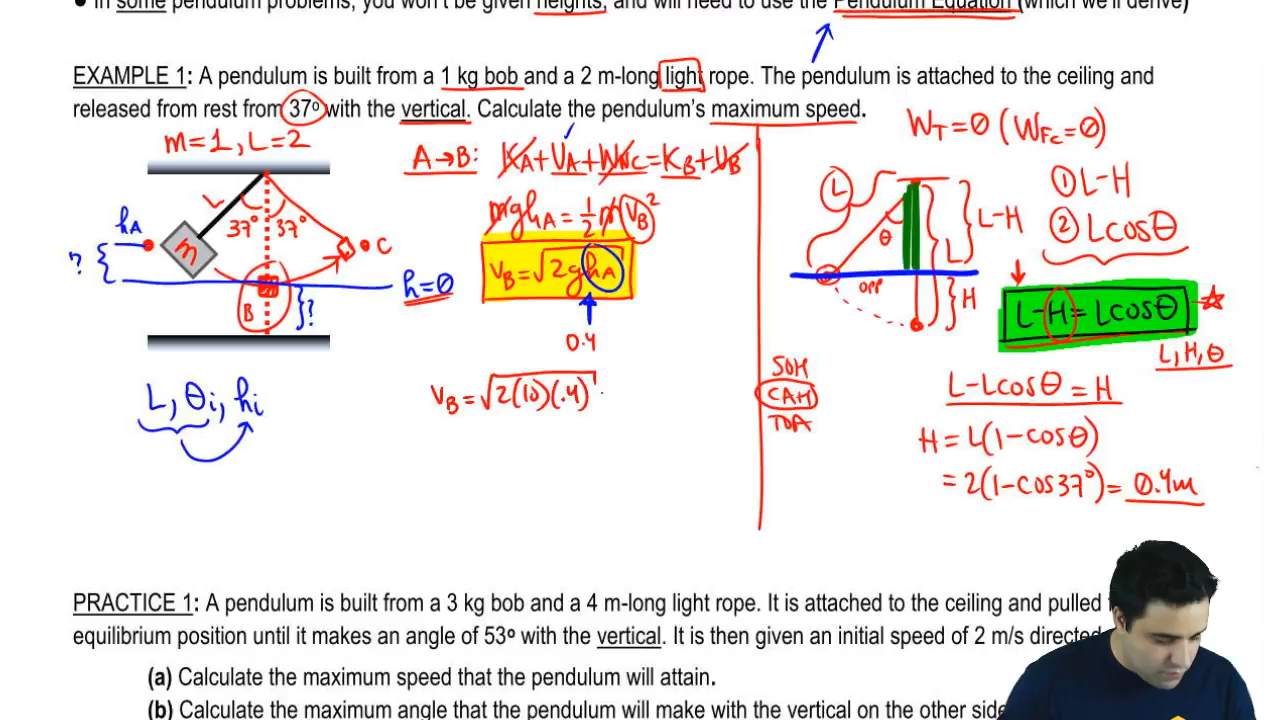 • In some pendulum problems, you won't be given heights, and will need to use the Pendulum Equation (which we'll derive)
EXAMPLE 1: A pendulum is built from a 1 kg bob and a 2 m-long light rope. The pendulum is attached to the ceiling and
released from rest from 37º with the vertical. Calculate the pendulum's maximum speed.
m=1, L=2
L
37°
37°
hA
m
C
?
h=0
B
?
L, θi, hi
A→B: KA+UA+WNC=KB+UB
mghA = ½m(VB)²
VB=√2ghA
0.4
VB=√2(10)(.4)
WT=0 (WFC=0)
L
θ
L-H
L
OPP
H
SOH
CAH
TOA
① L-H
② Lcosθ
L-H=Lcosθ
L, H, θ
L-Lcosθ=H
H=L(1-cosθ)
=2(1-cos37°)=0.4m
PRACTICE 1: A pendulum is built from a 3 kg bob and a 4 m-long light rope. It is attached to the ceiling and pulled
equilibrium position until it makes an angle of 53º with the vertical. It is then given an initial speed of 2 m/s directed
(a) Calculate the maximum speed that the pendulum will attain.
(b) Calculate the maximum angle that the pendulum will make with the vertical on the other side